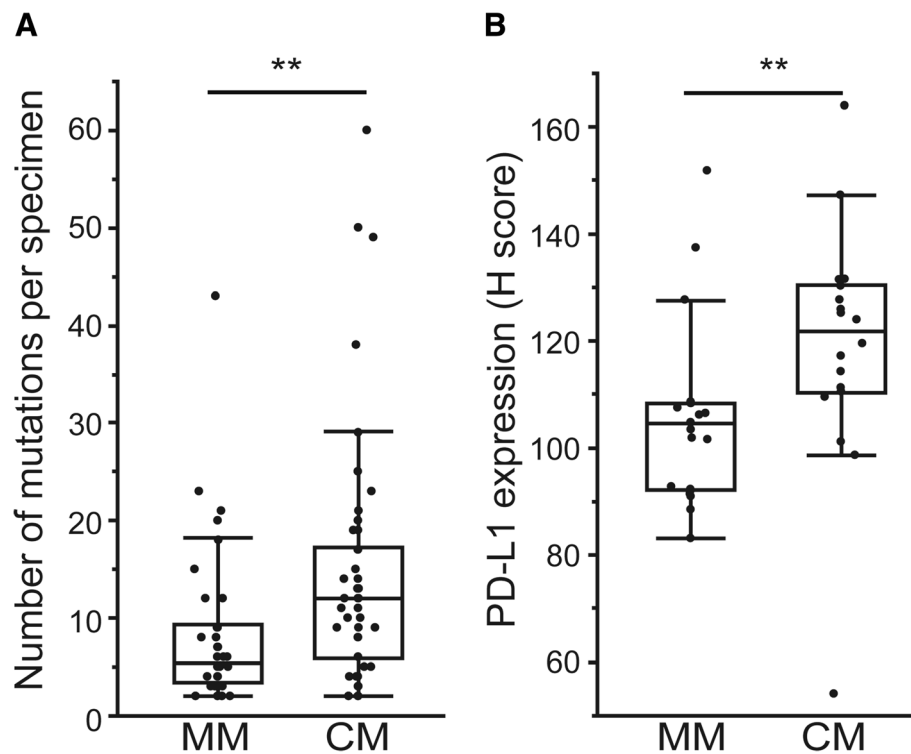 A
**
Number of mutations per specimen
60
50
40
30
20
10
0
MM CM
B
**
PD-L1 expression (H score)
160
140
120
100
80
60
MM CM